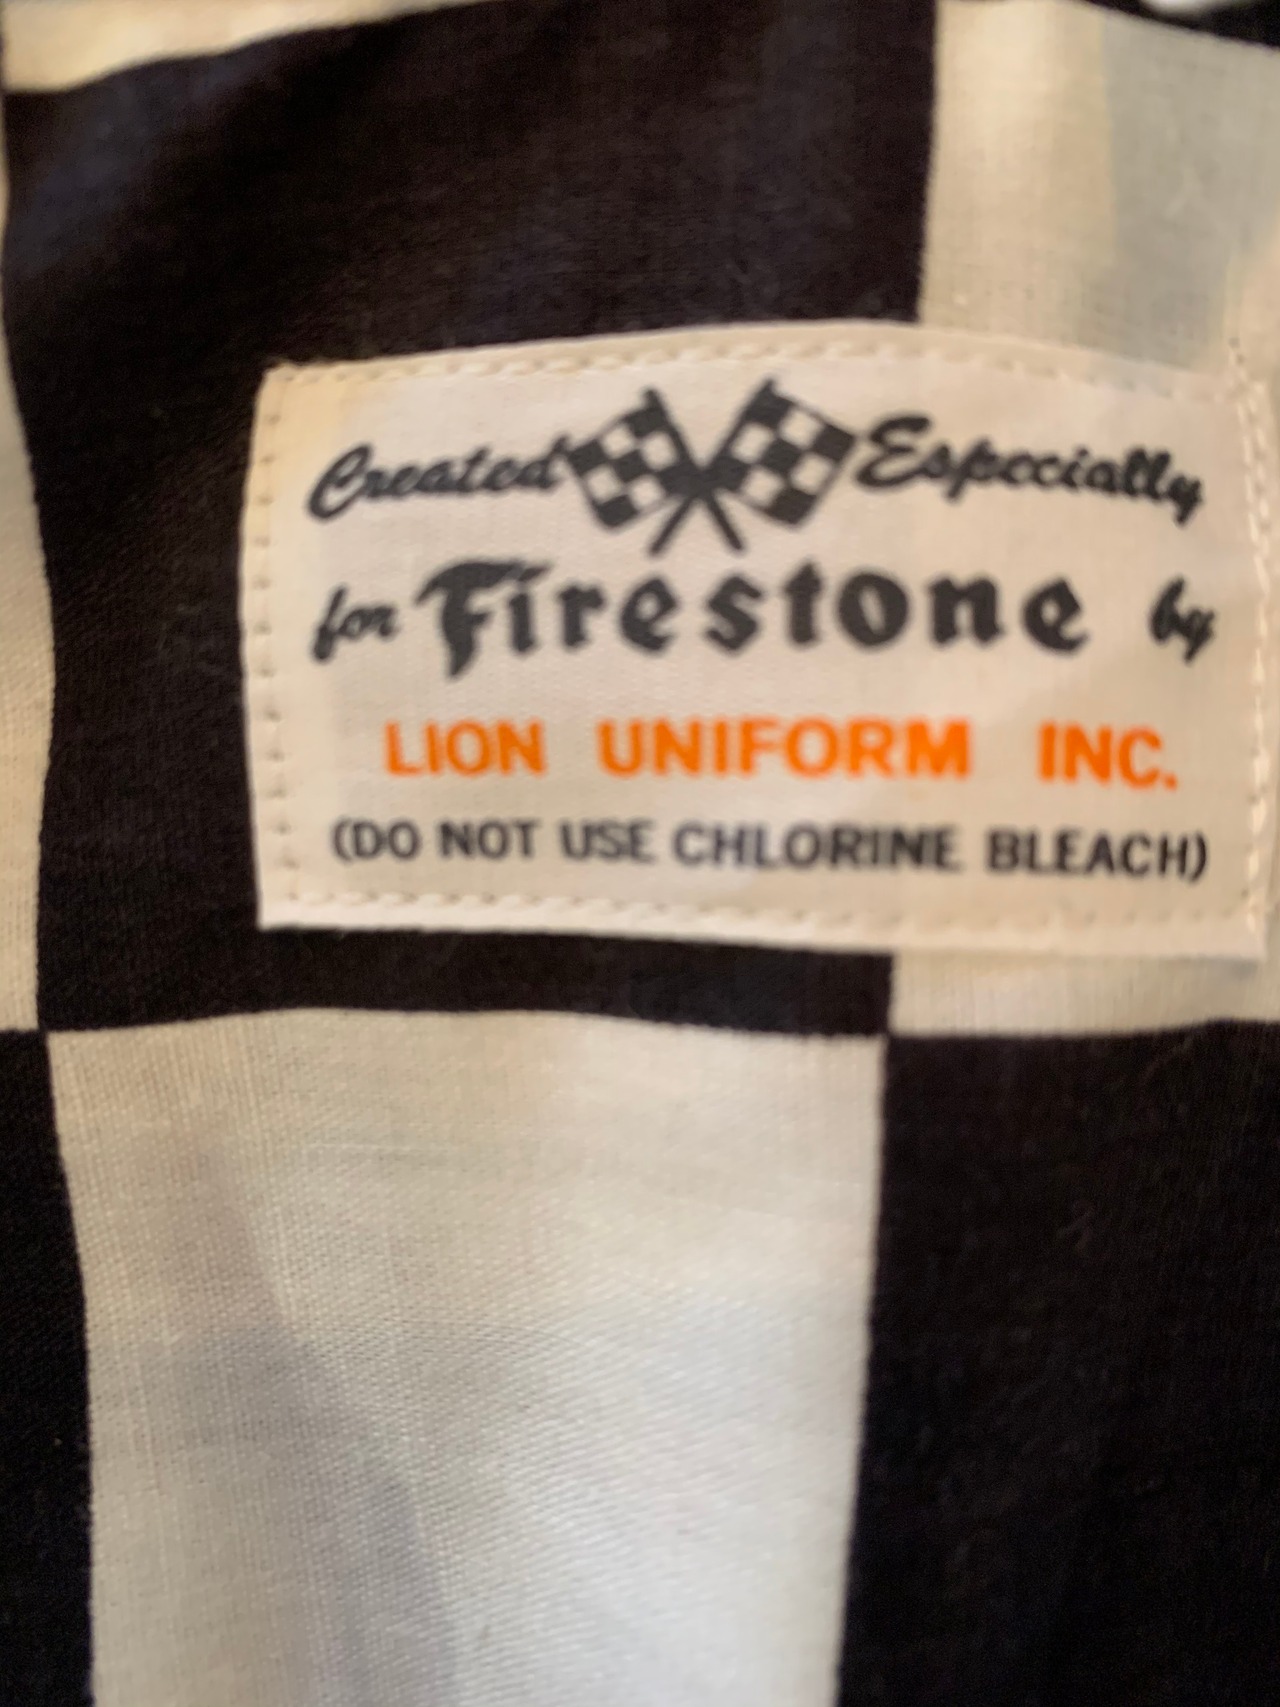 Created Especially
for Firestone by
LION UNIFORM INC.
(DO NOT USE CHLORINE BLEACH)